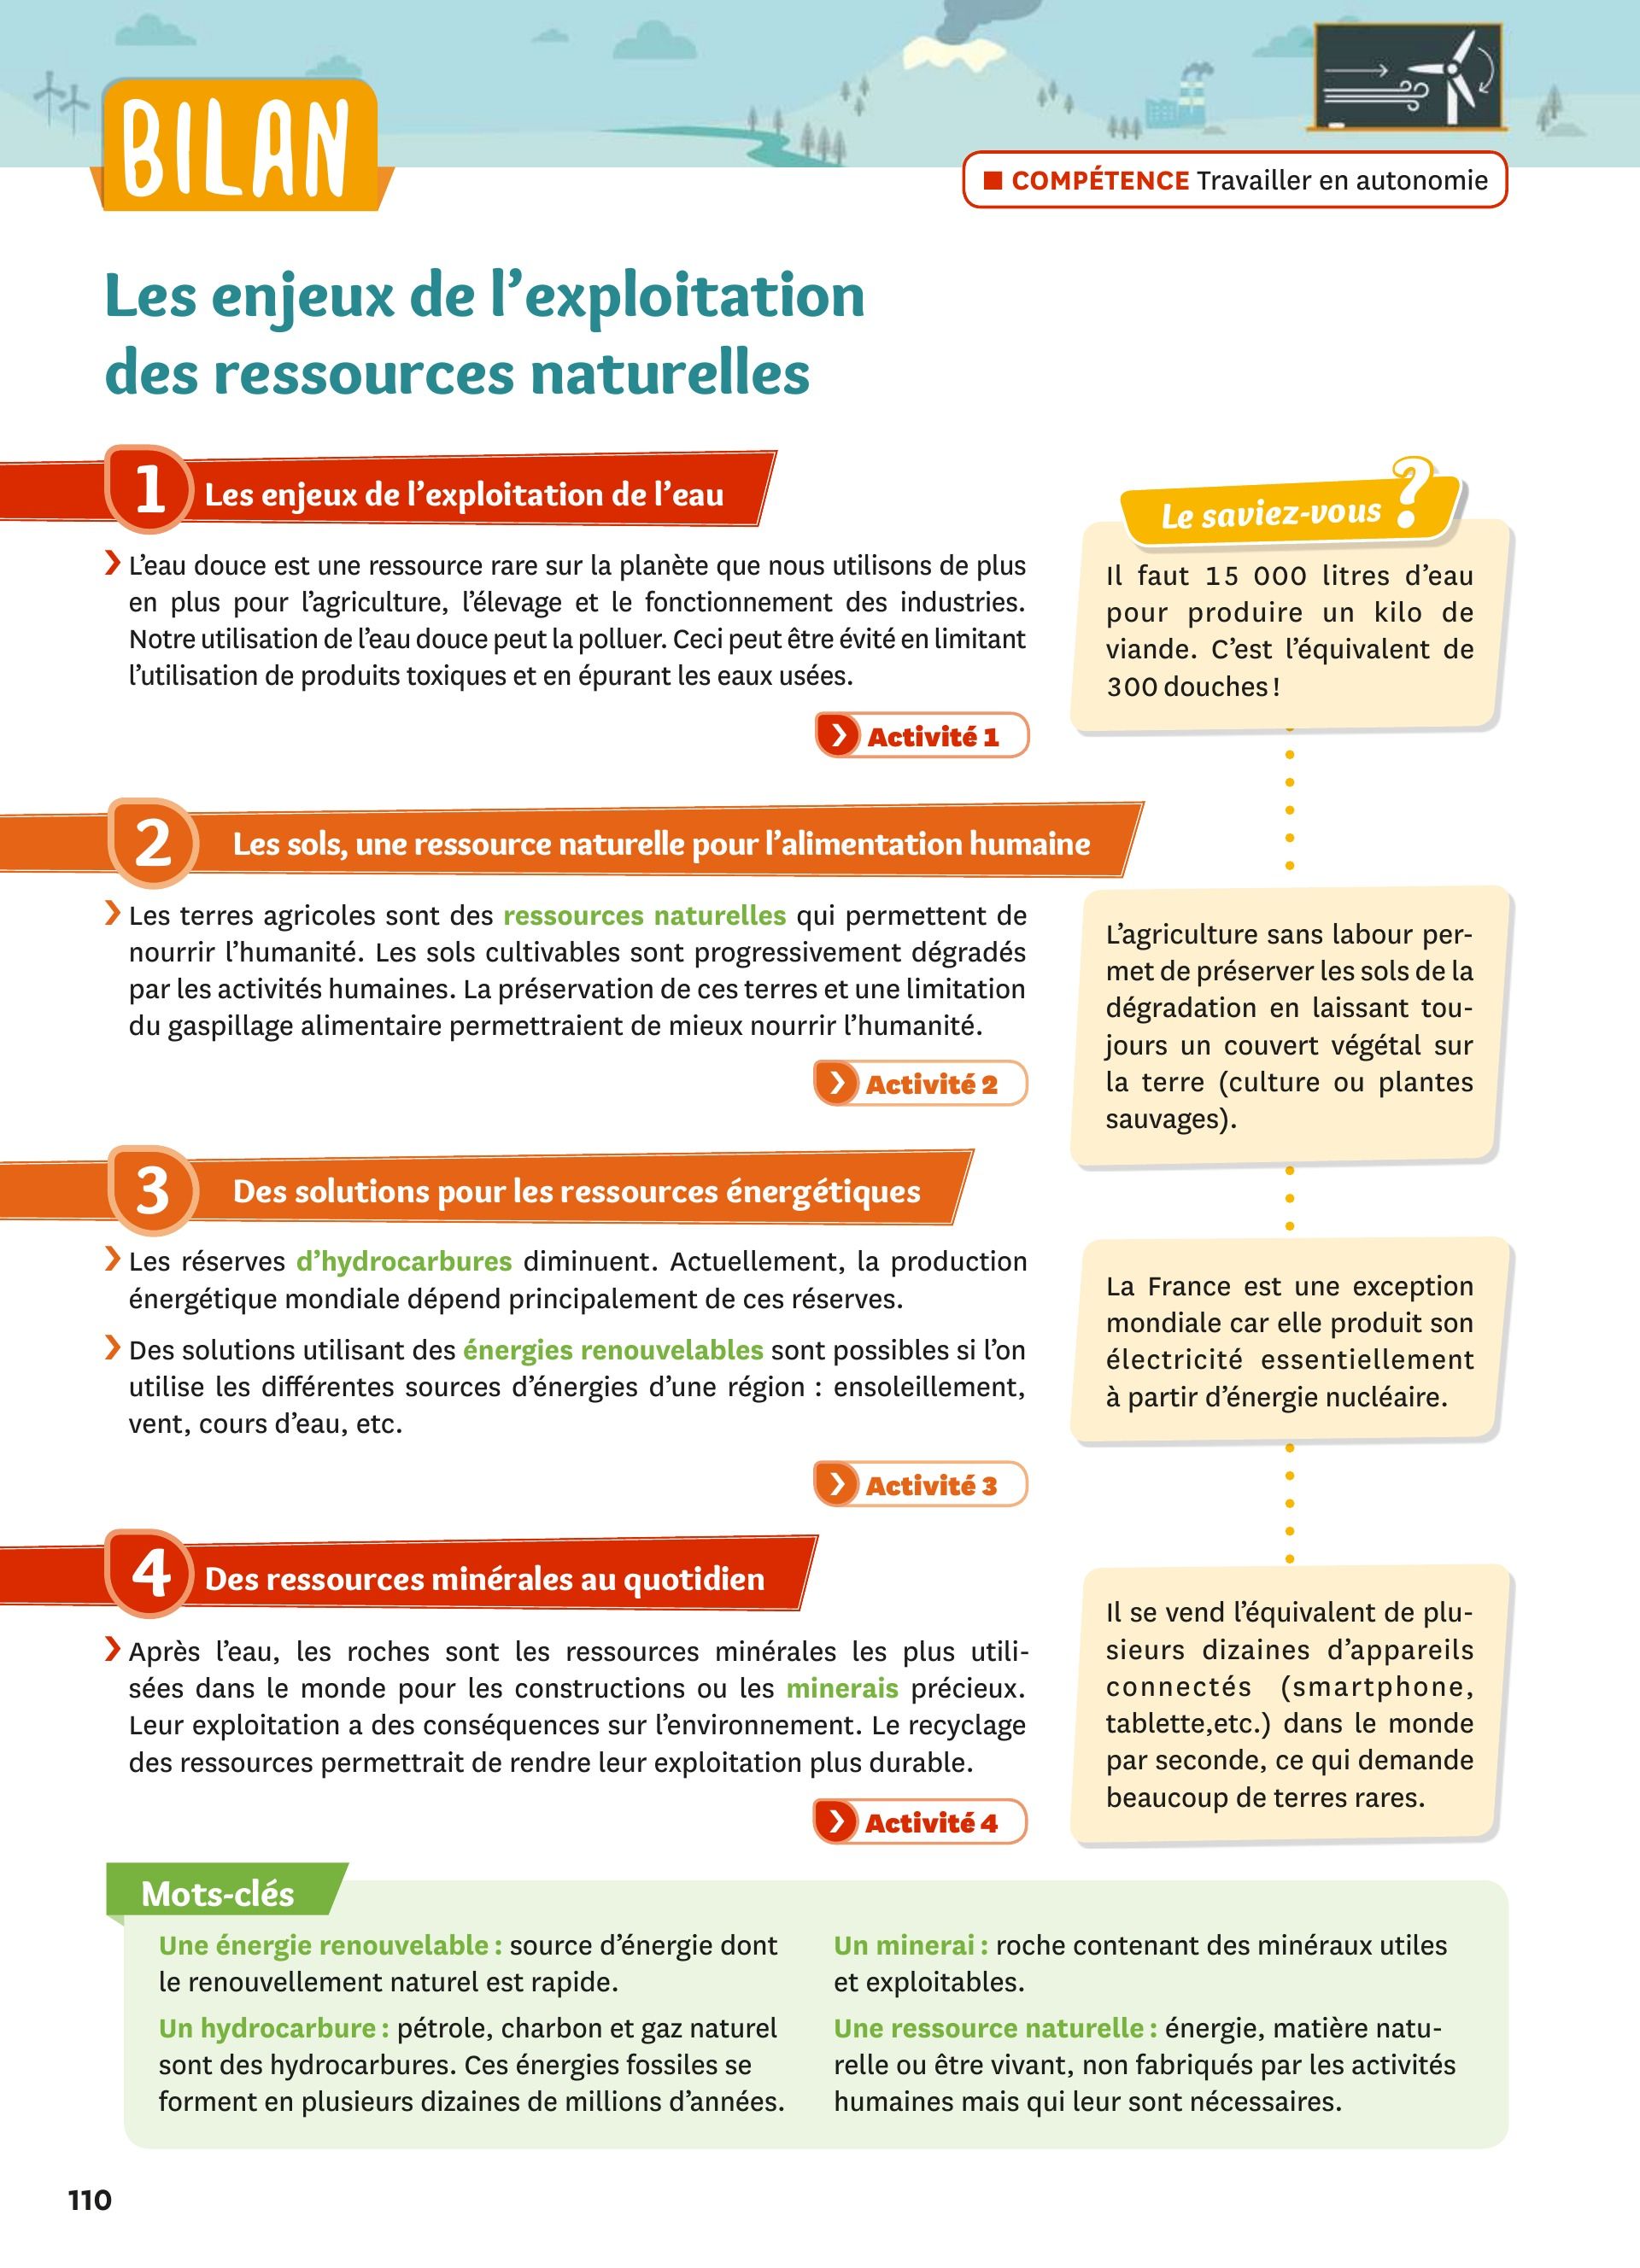 BILAN
COMPÉTENCE Travailler en autonomie
Les enjeux de l’exploitation
des ressources naturelles
1 Les enjeux de l’exploitation de l’eau
❯ L’eau douce est une ressource rare sur la planète que nous utilisons de plus
en plus pour l’agriculture, l’élevage et le fonctionnement des industries.
Notre utilisation de l’eau douce peut la polluer. Ceci peut être évité en limitant
l’utilisation de produits toxiques et en épurant les eaux usées.
❯ Activité 1
Le saviez-vous ?
Il faut 15 000 litres d’eau
pour produire un kilo de
viande. C’est l’équivalent de
300 douches !
2 Les sols, une ressource naturelle pour l’alimentation humaine
❯ Les terres agricoles sont des ressources naturelles qui permettent de
nourrir l’humanité. Les sols cultivables sont progressivement dégradés
par les activités humaines. La préservation de ces terres et une limitation
du gaspillage alimentaire permettraient de mieux nourrir l’humanité.
❯ Activité 2
L’agriculture sans labour per-
met de préserver les sols de la
dégradation en laissant tou-
jours un couvert végétal sur
la terre (culture ou plantes
sauvages).
3 Des solutions pour les ressources énergétiques
❯ Les réserves d’hydrocarbures diminuent. Actuellement, la production
énergétique mondiale dépend principalement de ces réserves.
❯ Des solutions utilisant des énergies renouvelables sont possibles si l’on
utilise les différentes sources d’énergies d’une région : ensoleillement,
vent, cours d’eau, etc.
❯ Activité 3
La France est une exception
mondiale car elle produit son
électricité essentiellement
à partir d’énergie nucléaire.
4 Des ressources minérales au quotidien
❯ Après l’eau, les roches sont les ressources minérales les plus utili-
sées dans le monde pour les constructions ou les minerais précieux.
Leur exploitation a des conséquences sur l’environnement. Le recyclage
des ressources permettrait de rendre leur exploitation plus durable.
❯ Activité 4
Il se vend l’équivalent de plu-
sieurs dizaines d’appareils
connectés (smartphone,
tablette,etc.) dans le monde
par seconde, ce qui demande
beaucoup de terres rares.
Mots-clés
Une énergie renouvelable : source d’énergie dont
le renouvellement naturel est rapide.
Un hydrocarbure : pétrole, charbon et gaz naturel
sont des hydrocarbures. Ces énergies fossiles se
forment en plusieurs dizaines de millions d’années.
Un minerai : roche contenant des minéraux utiles
et exploitables.
Une ressource naturelle : énergie, matière natu-
relle ou être vivant, non fabriqués par les activités
humaines mais qui leur sont nécessaires.
110